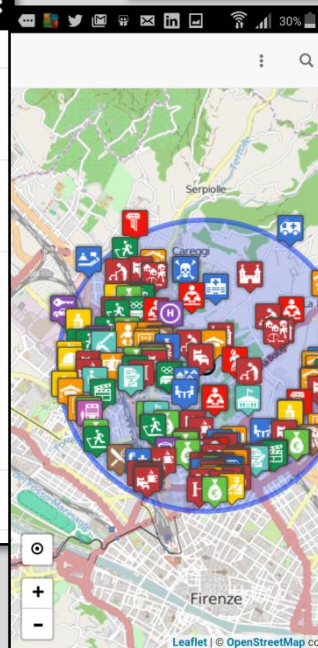 30%
Serpiolle
Careggi
H
+
-
Firenze
Leaflet | © OpenStreetMap co